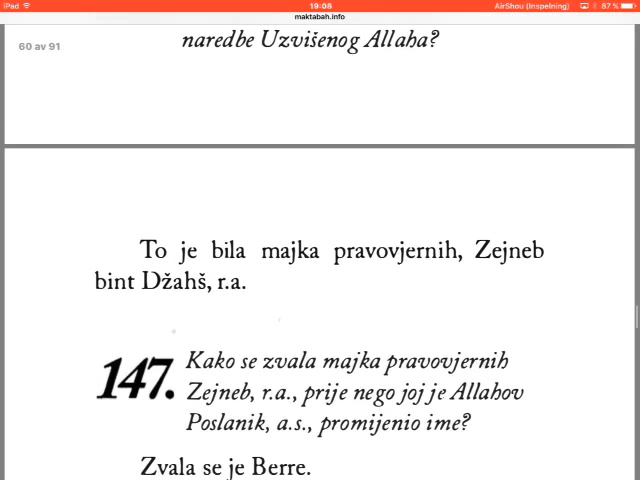 iPad 19:08 AirShou (Inspelning) 87 %
maktabah.info
60 av 91
naredbe Uzvišenog Allaha?
To je bila majka pravovjernih, Zejneb
bint Džahš, r.a.
147. Kako se zvala majka pravovjernih
Zejneb, r.a., prije nego joj je Allahov
Poslanik, a.s., promijenio ime?
Zvala se je Berre.